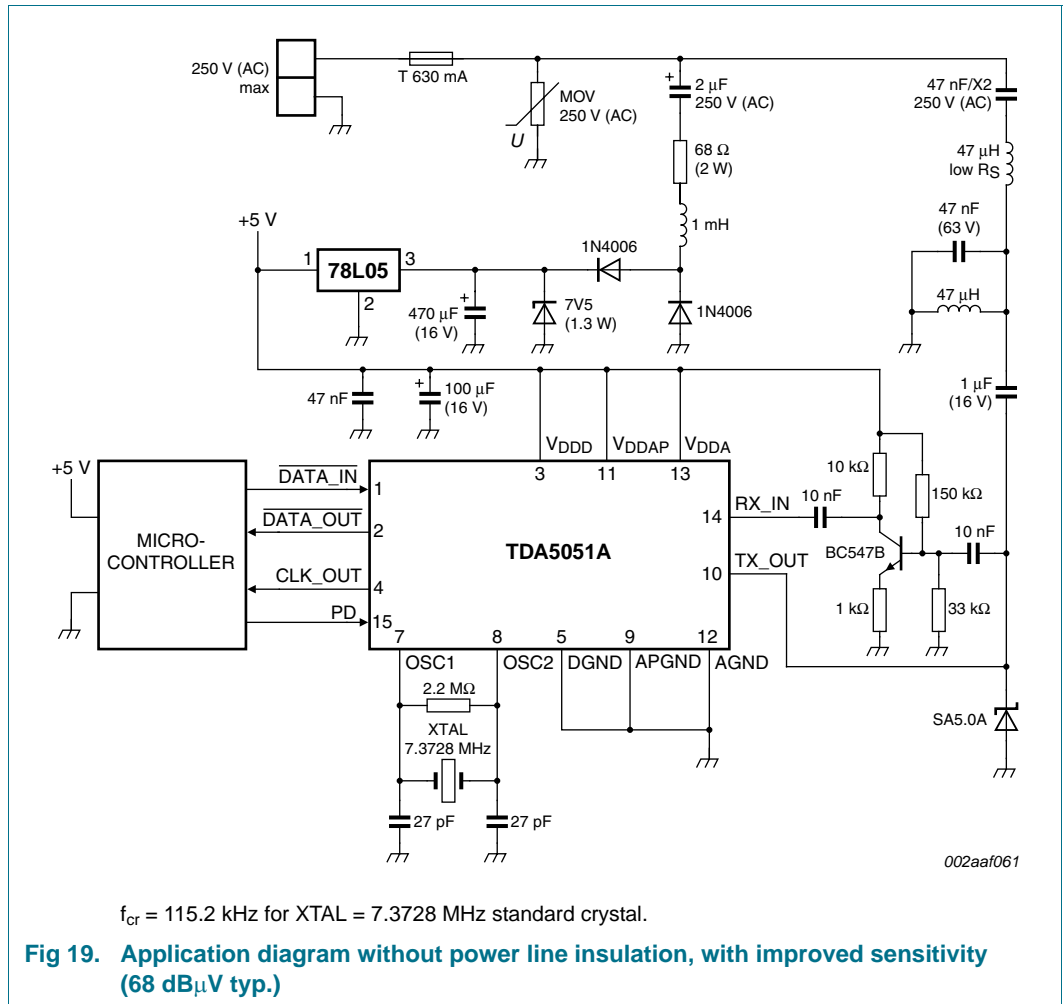 250 V (AC)
max
T 630 mA
MOV
250 V (AC)
U
+
2 μF
250 V (AC)
68 Ω
(2 W)
1 mH
47 nF/X2
250 V (AC)
47 μH
low RS
47 nF
(63 V)
47 μH
1 μF
(16 V)
+5 V
1
78L05
3
2
+
470 μF
(16 V)
7V5
(1.3 W)
1N4006
1N4006
47 nF
+
100 μF
(16 V)
VDDD
VDDAP
VDDA
3
11
13
+5 V
MICRO-
CONTROLLER
DATA_IN
1
DATA_OUT
2
CLK_OUT
4
PD
15
TDA5051A
14
RX_IN
10 nF
10
TX_OUT
10 kΩ
150 kΩ
10 nF
BC547B
1 kΩ
33 kΩ
SA5.0A
7
8
5
9
12
OSC1
OSC2
DGND
APGND
AGND
2.2 MΩ
XTAL
7.3728 MHz
27 pF
27 pF
002aaf061
fcr = 115.2 kHz for XTAL = 7.3728 MHz standard crystal.
Fig 19. Application diagram without power line insulation, with improved sensitivity
(68 dBμV typ.)